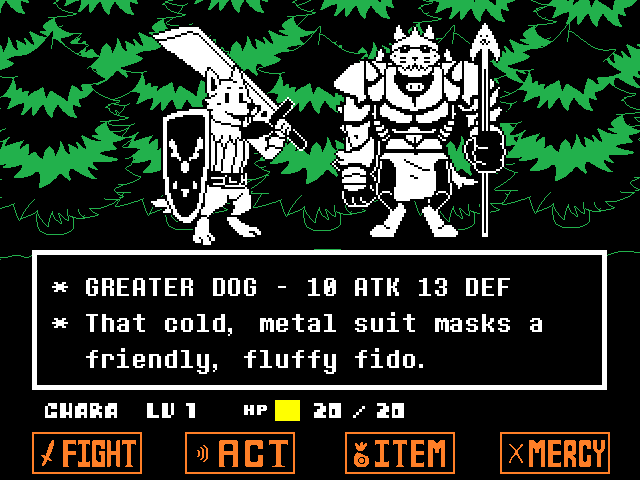 * GREATER DOG - 10 ATK 13 DEF
* That cold, metal suit masks a
friendly, fluffy fido.
CHARA LV 1 HP 20 / 20
FIGHT ACT ITEM MERCY